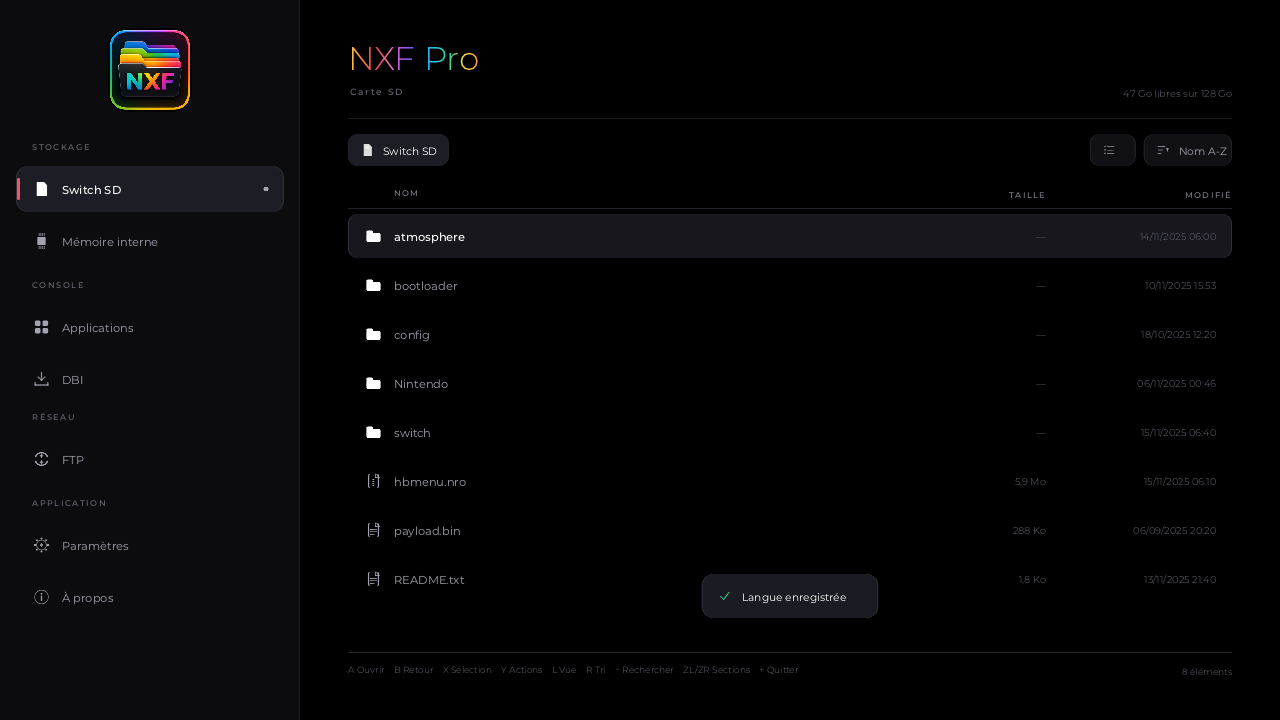 NXF
STOCKAGE
Switch SD
Mémoire interne
CONSOLE
Applications
DBI
RÉSEAU
FTP
APPLICATION
Paramètres
À propos
NXF Pro
Carte SD
47 Go libres sur 128 Go
Switch SD
Nom A-Z
NOM TAILLE MODIFIÉ
atmosphere — 14/11/2025 06:00
bootloader — 10/11/2025 15:53
config — 18/10/2025 12:20
Nintendo — 06/11/2025 00:46
switch — 15/11/2025 06:40
hbmenu.nro 5,9 Mo 15/11/2025 06:10
payload.bin 288 Ko 06/09/2025 20:20
README.txt 1,8 Ko 13/11/2025 21:40
Langue enregistrée
A Ouvrir B Retour X Sélection Y Actions L Vue R Tri − Rechercher ZL/ZR Sections + Quitter
8 éléments